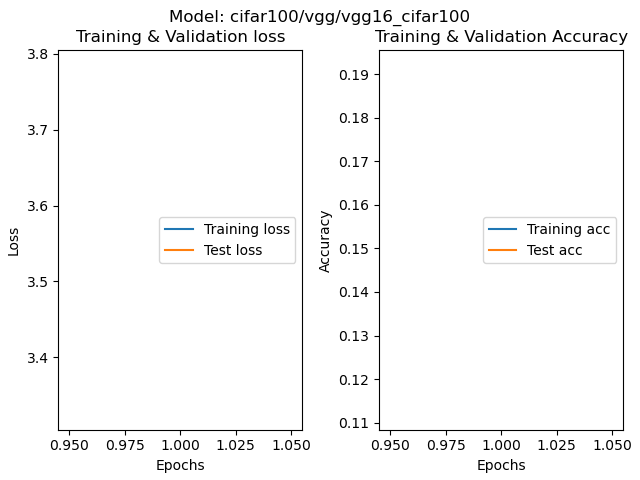 Model: cifar100/vgg/vgg16_cifar100
Training & Validation loss
3.8
3.7
3.6
3.5
3.4
Loss
Training loss
Test loss
0.950 0.975 1.000 1.025 1.050
Epochs
Training & Validation Accuracy
0.19
0.18
0.17
0.16
0.15
0.14
0.13
0.12
0.11
Accuracy
Training acc
Test acc
0.950 0.975 1.000 1.025 1.050
Epochs